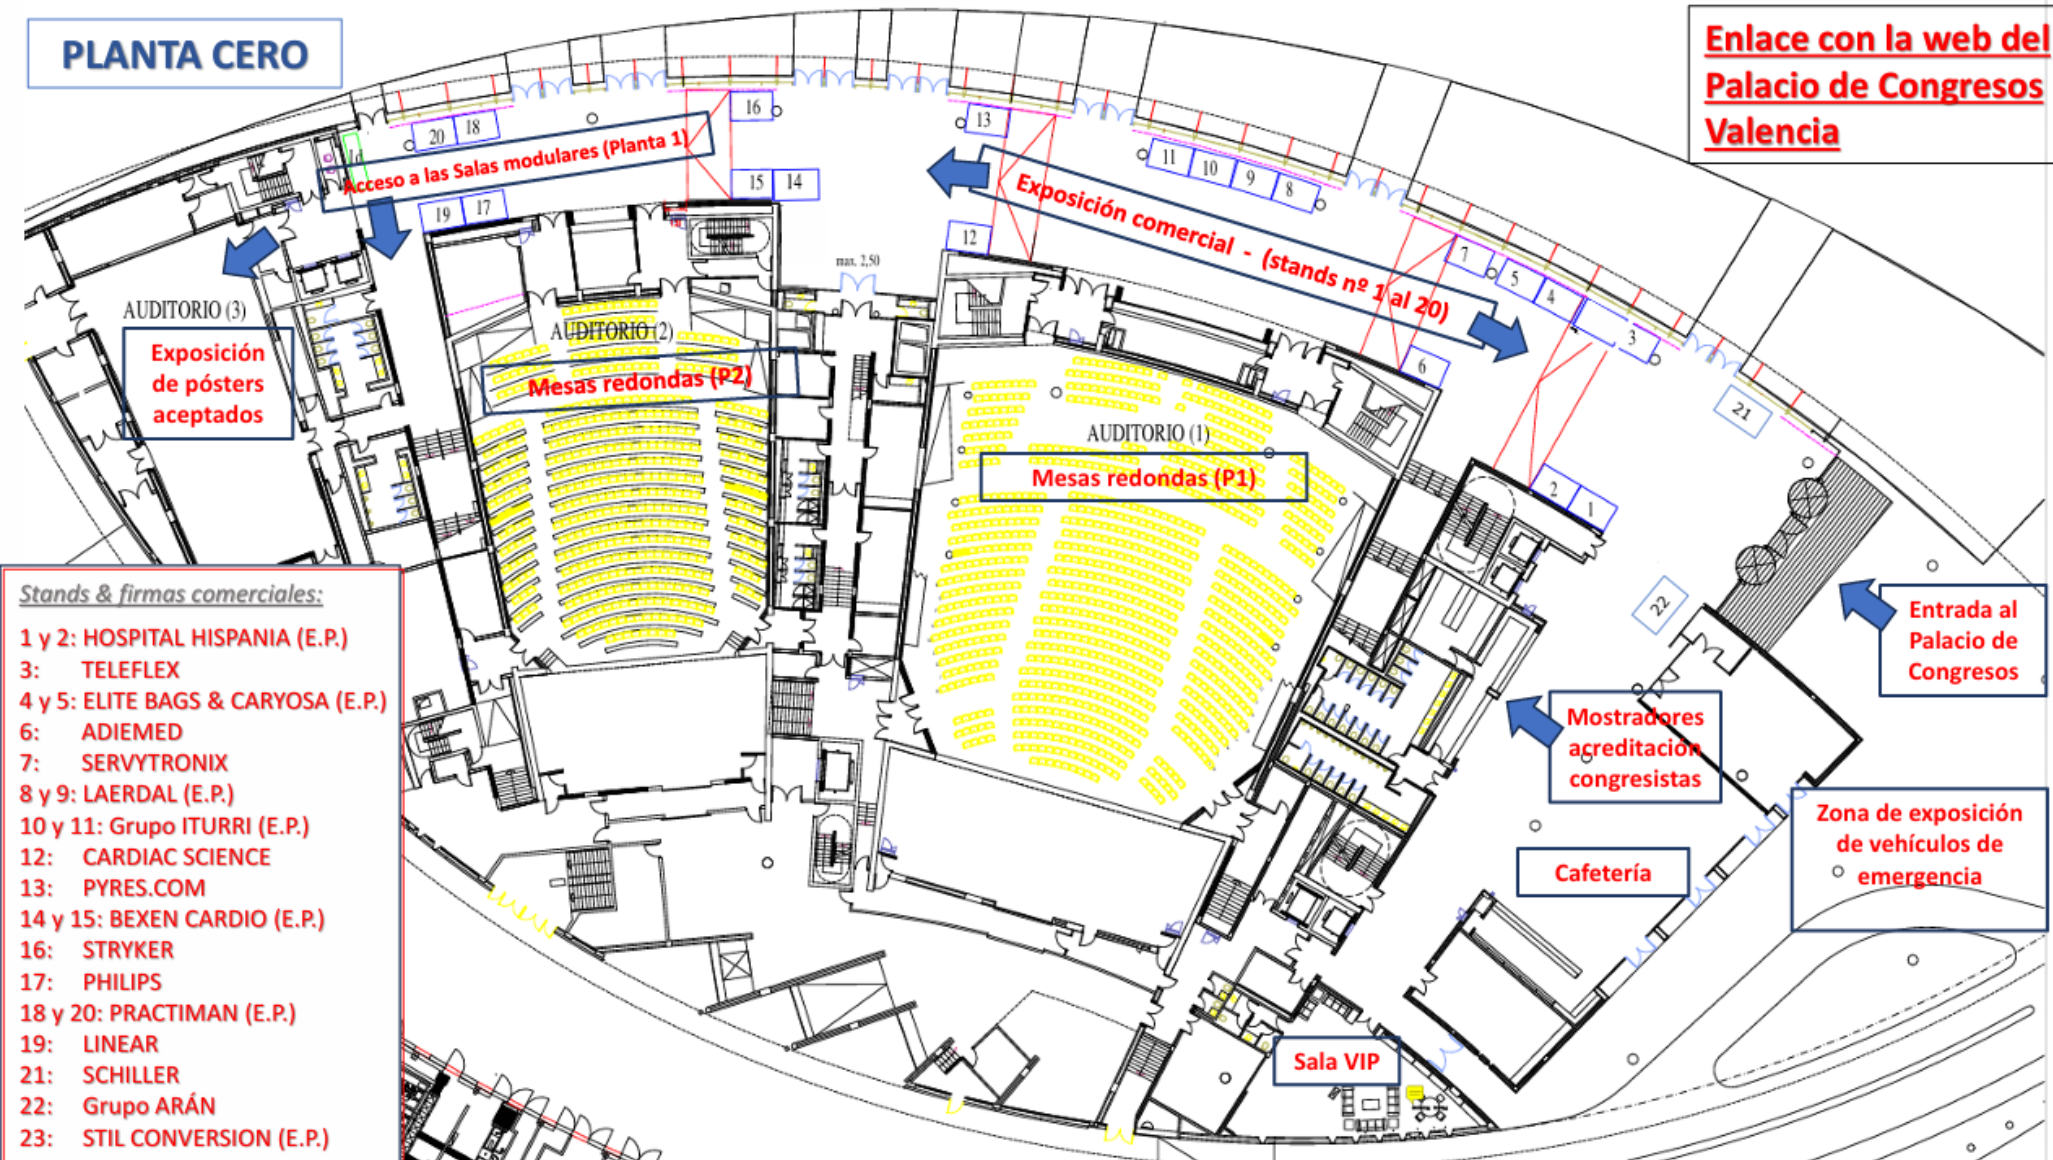 PLANTA CERO
Enlace con la web del
Palacio de Congresos
Valencia
20
18
16
13
11
10
9
8
Acceso a las Salas modulares (Planta 1)
19
17
15
14
12
Exposición comercial - (stands nº 1 al 20)
7
5
4
3
6
max. 2,50
21
2
1
22
AUDITORIO (3)
Exposición
de pósters
aceptados
AUDITORIO (2)
Mesas redondas (P2)
AUDITORIO (1)
Mesas redondas (P1)
Entrada al
Palacio de
Congresos
Mostradores
acreditación
congresistas
Zona de exposición
de vehículos de
emergencia
Cafetería
Sala VIP
Stands & firmas comerciales:
1 y 2: HOSPITAL HISPANIA (E.P.)
3: TELEFLEX
4 y 5: ELITE BAGS & CARYOSA (E.P.)
6: ADIEMED
7: SERVYTRONIX
8 y 9: LAERDAL (E.P.)
10 y 11: Grupo ITURRI (E.P.)
12: CARDIAC SCIENCE
13: PYRES.COM
14 y 15: BEXEN CARDIO (E.P.)
16: STRYKER
17: PHILIPS
18 y 20: PRACTIMAN (E.P.)
19: LINEAR
21: SCHILLER
22: Grupo ARÁN
23: STIL CONVERSION (E.P.)